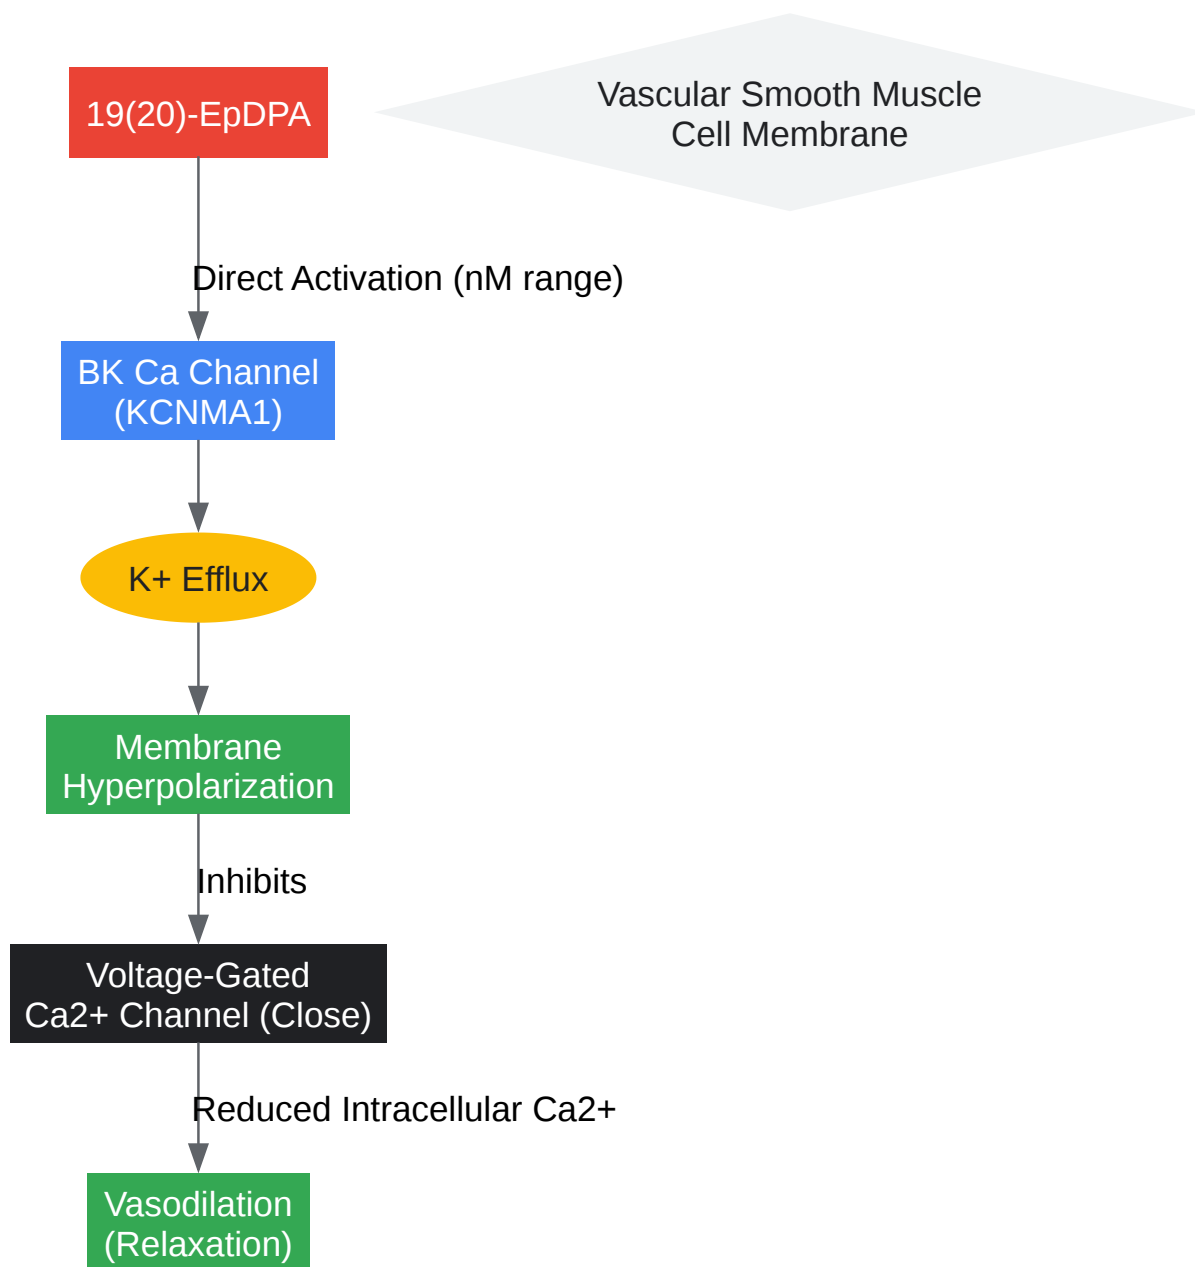 19(20)-EpDPA
Vascular Smooth Muscle
Cell Membrane
Direct Activation (nM range)
BK Ca Channel
(KCNMA1)
K+ Efflux
Membrane
Hyperpolarization
Inhibits
Voltage-Gated
Ca2+ Channel (Close)
Reduced Intracellular Ca2+
Vasodilation
(Relaxation)